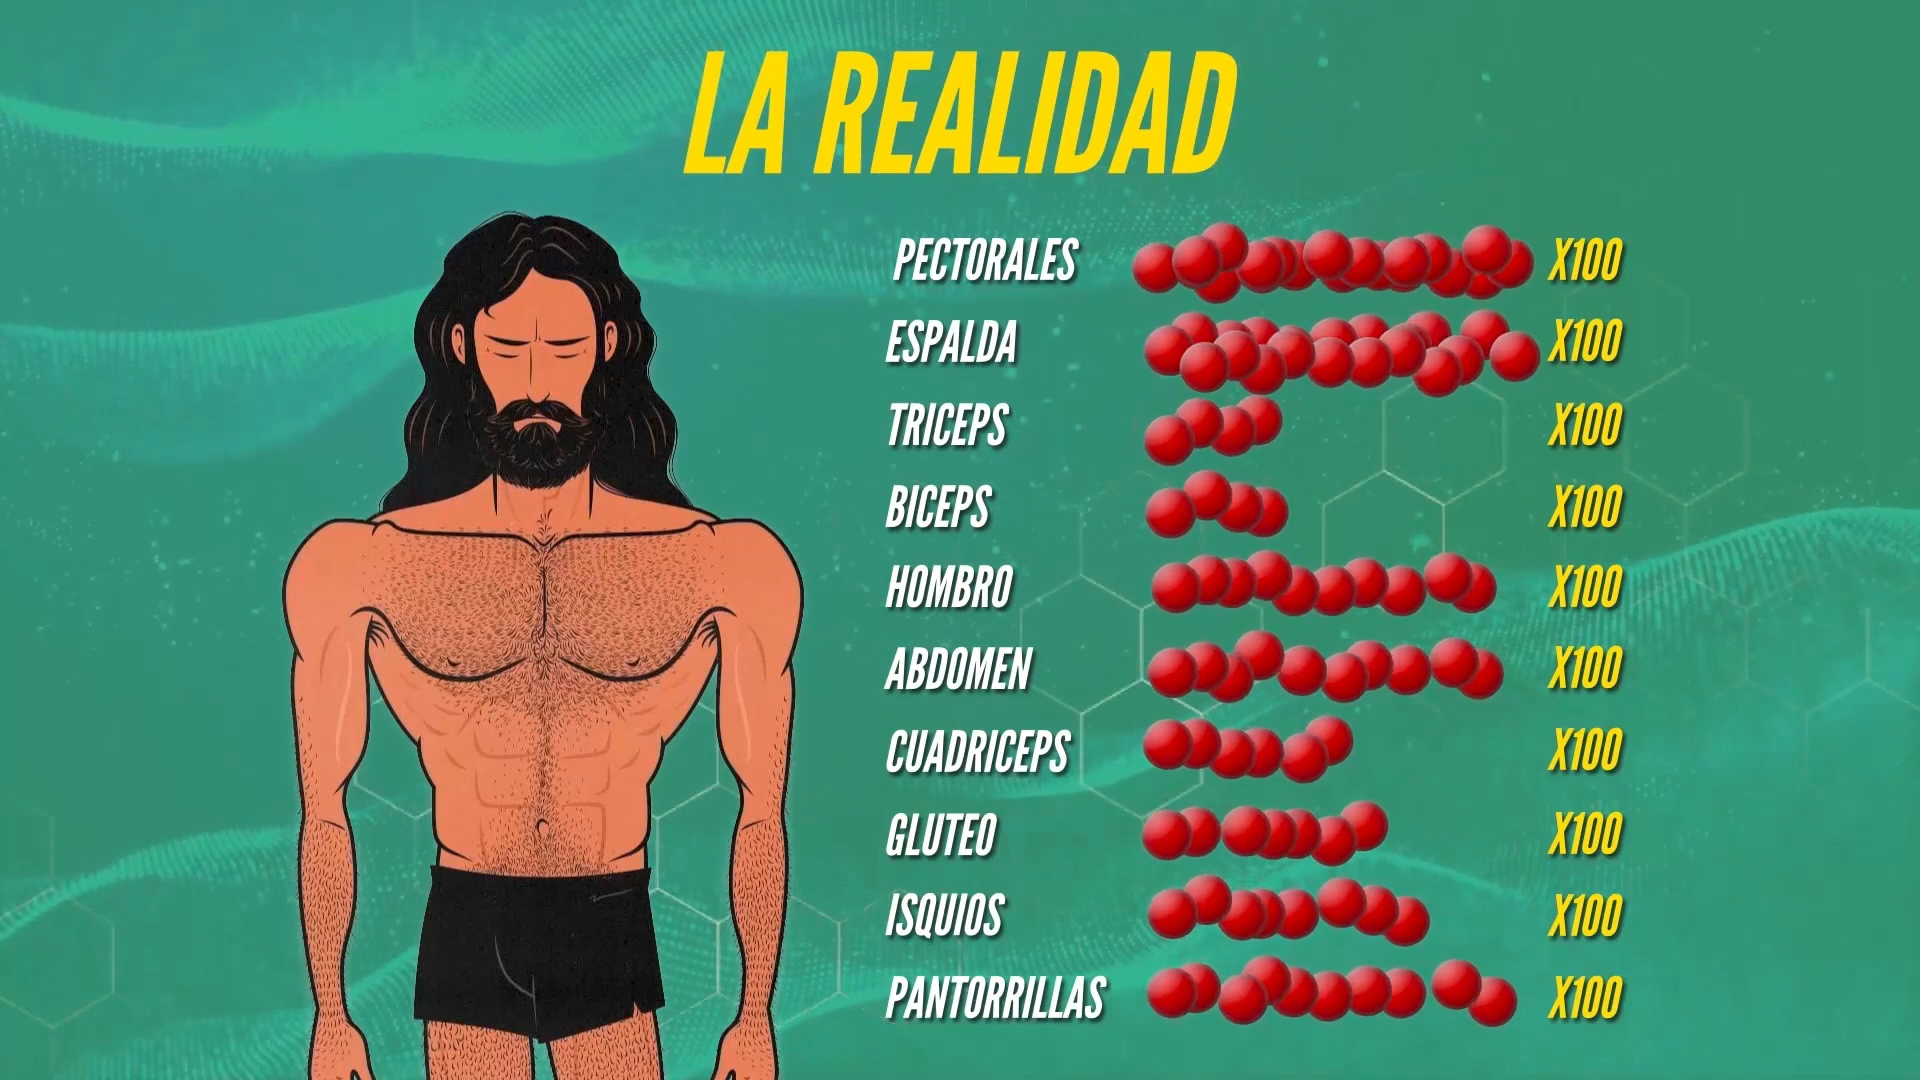 LA REALIDAD
PECTORALES X100
ESPALDA X100
TRICEPS X100
BICEPS X100
HOMBRO X100
ABDOMEN X100
CUADRICEPS X100
GLUTEO X100
ISQUIOS X100
PANTORRILLAS X100